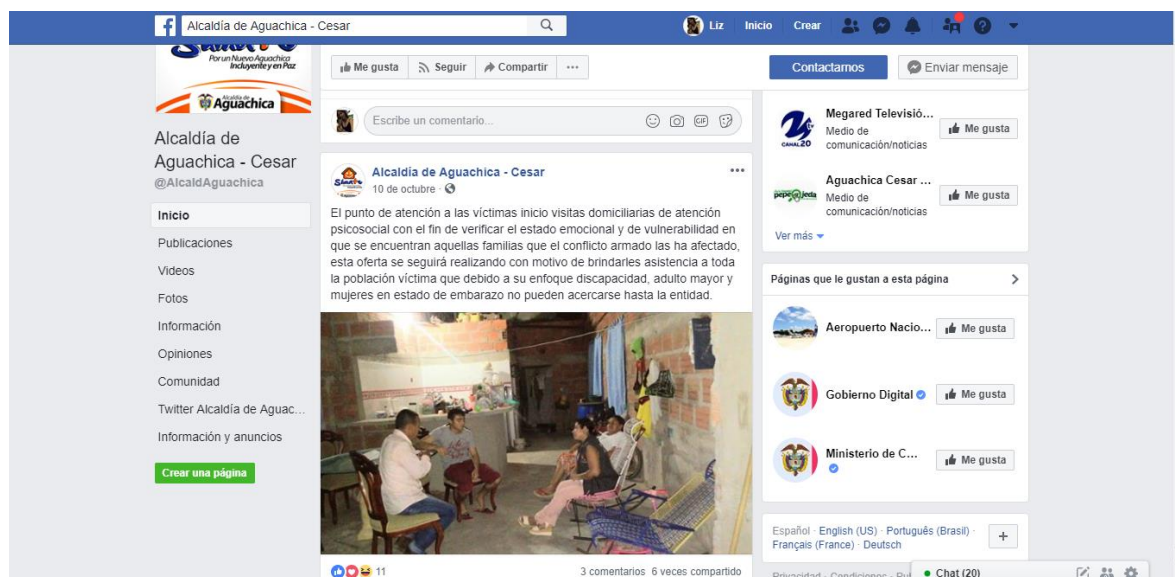 Alcaldía de Aguachica - Cesar
Liz
Inicio
Crear
Por un Nuevo Aguachica
Incluyente y en Paz
Alcaldía de
Aguachica
Alcaldía de
Aguachica - Cesar
@AlcaldAguachica
Inicio
Publicaciones
Videos
Fotos
Información
Opiniones
Comunidad
Twitter Alcaldía de Aguac...
Información y anuncios
Crear una página
Me gusta
Seguir
Compartir
Contactarnos
Enviar mensaje
Escribe un comentario...
GIF
Alcaldía de Aguachica - Cesar
10 de octubre ·
El punto de atención a las víctimas inicio visitas domiciliarias de atención
psicosocial con el fin de verificar el estado emocional y de vulnerabilidad en
que se encuentran aquellas familias que el conflicto armado las ha afectado,
esta oferta se seguirá realizando con motivo de brindarles asistencia a toda
la población víctima que debido a su enfoque discapacidad, adulto mayor y
mujeres en estado de embarazo no pueden acercarse hasta la entidad.
11
3 comentarios 6 veces compartido
CANAL 20
Megared Televisió...
Medio de
comunicación/noticias
Me gusta
pepe ojeda
Aguachica Cesar ...
Medio de
comunicación/noticias
Me gusta
Ver más
Páginas que le gustan a esta página
Aeropuerto Nacio...
Me gusta
Gobierno Digital
Me gusta
Ministerio de C...
Me gusta
Español · English (US) · Português (Brasil) ·
Français (France) · Deutsch
Privacidad · Condiciones ·
Chat (20)